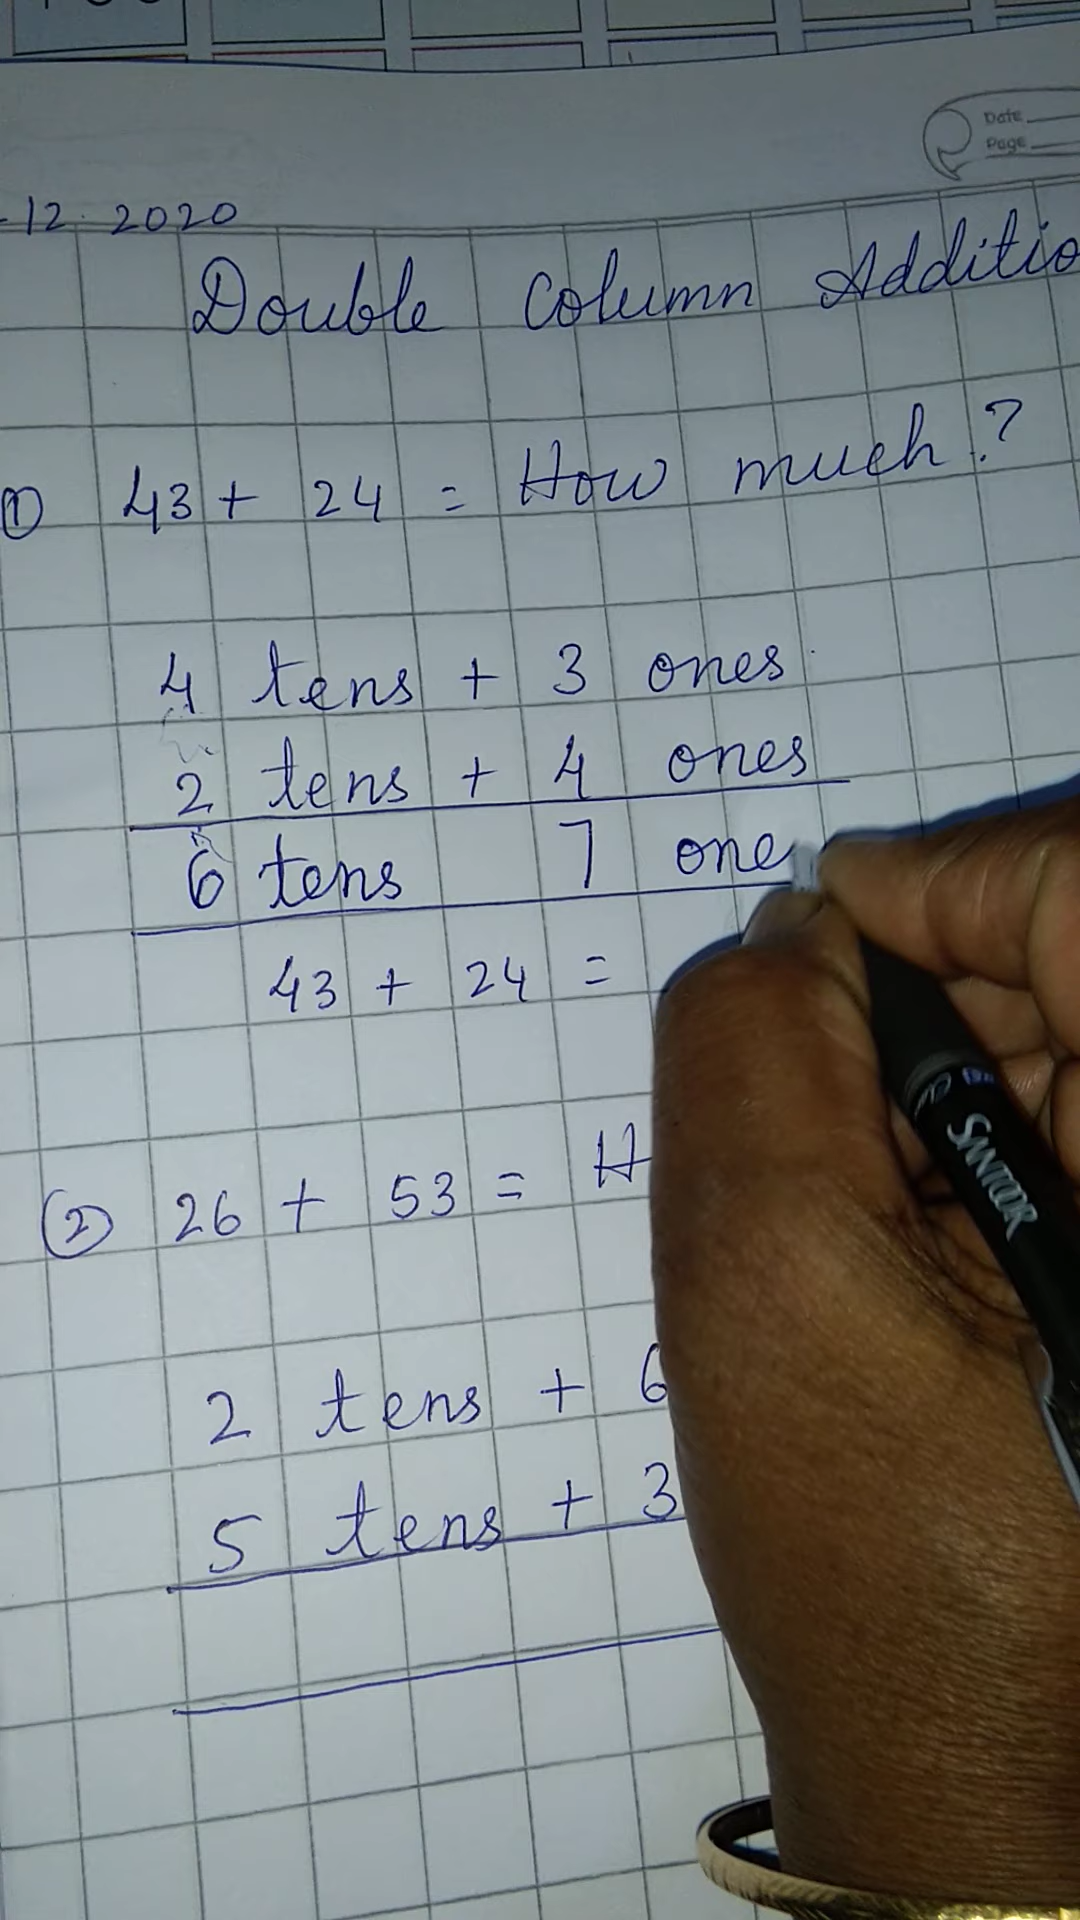 Date
Page
-12.2020
Double Column Additio
① 43 + 24 = How much?
4 tens + 3 ones
2 tens + 4 ones
6 tens 7 one
43 + 24 =
② 26 + 53 = H
2 tens + 6
5 tens + 3
SANTOOR